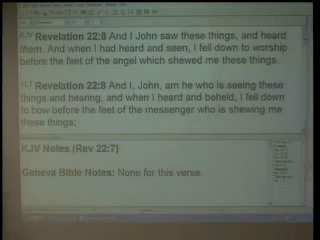 KJV Revelation 22:8 And I John saw these things, and heard
them. And when I had heard and seen, I fell down to worship
before the feet of the angel which shewed me these things.
YLT Revelation 22:8 And I, John, am he who is seeing these
things and hearing, and when I heard and beheld, I fell down
to bow before the feet of the messenger who is shewing me
these things;
KJV Notes (Rev 22:7)
Geneva Bible Notes: None for this verse.